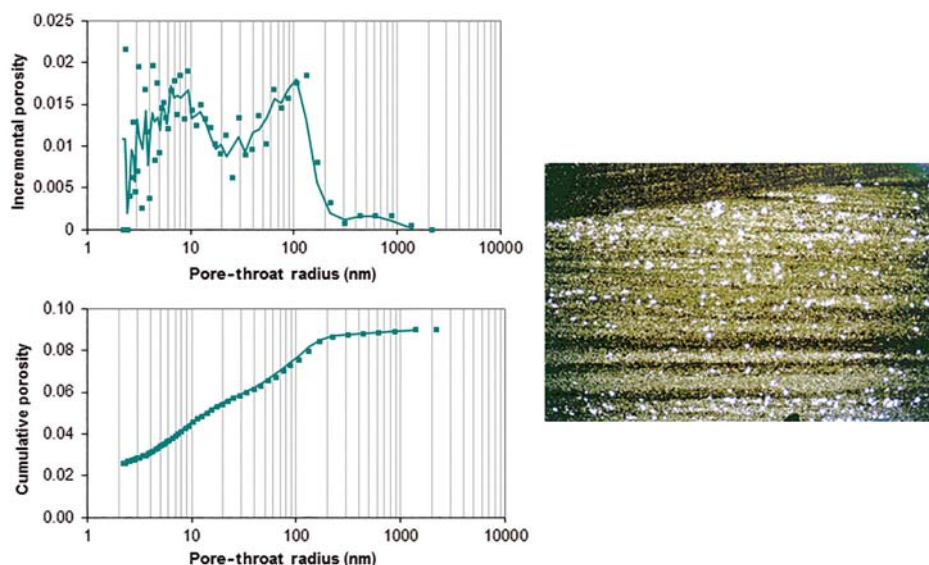 0.025
0.02
0.015
0.01
0.005
0
Incremental porosity
1 10 100 1000 10000
Pore-throat radius (nm)
0.10
0.08
0.06
0.04
0.02
0.00
Cumulative porosity
1 10 100 1000 10000
Pore-throat radius (nm)